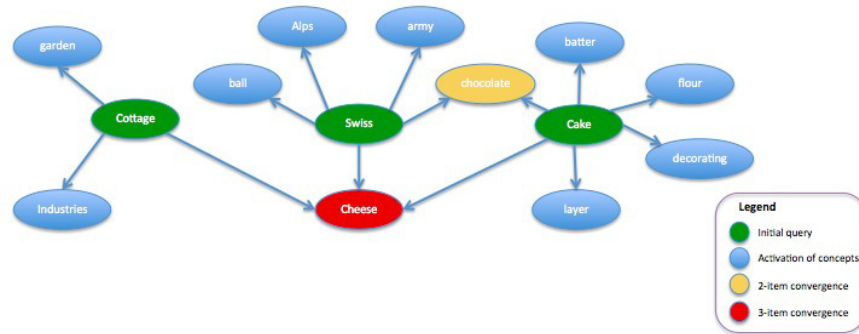 Alps
army
garden
batter
ball
chocolate
flour
Cottage
Swiss
Cake
decorating
Industries
Cheese
layer
Legend
Initial query
Activation of concepts
2-item convergence
3-item convergence